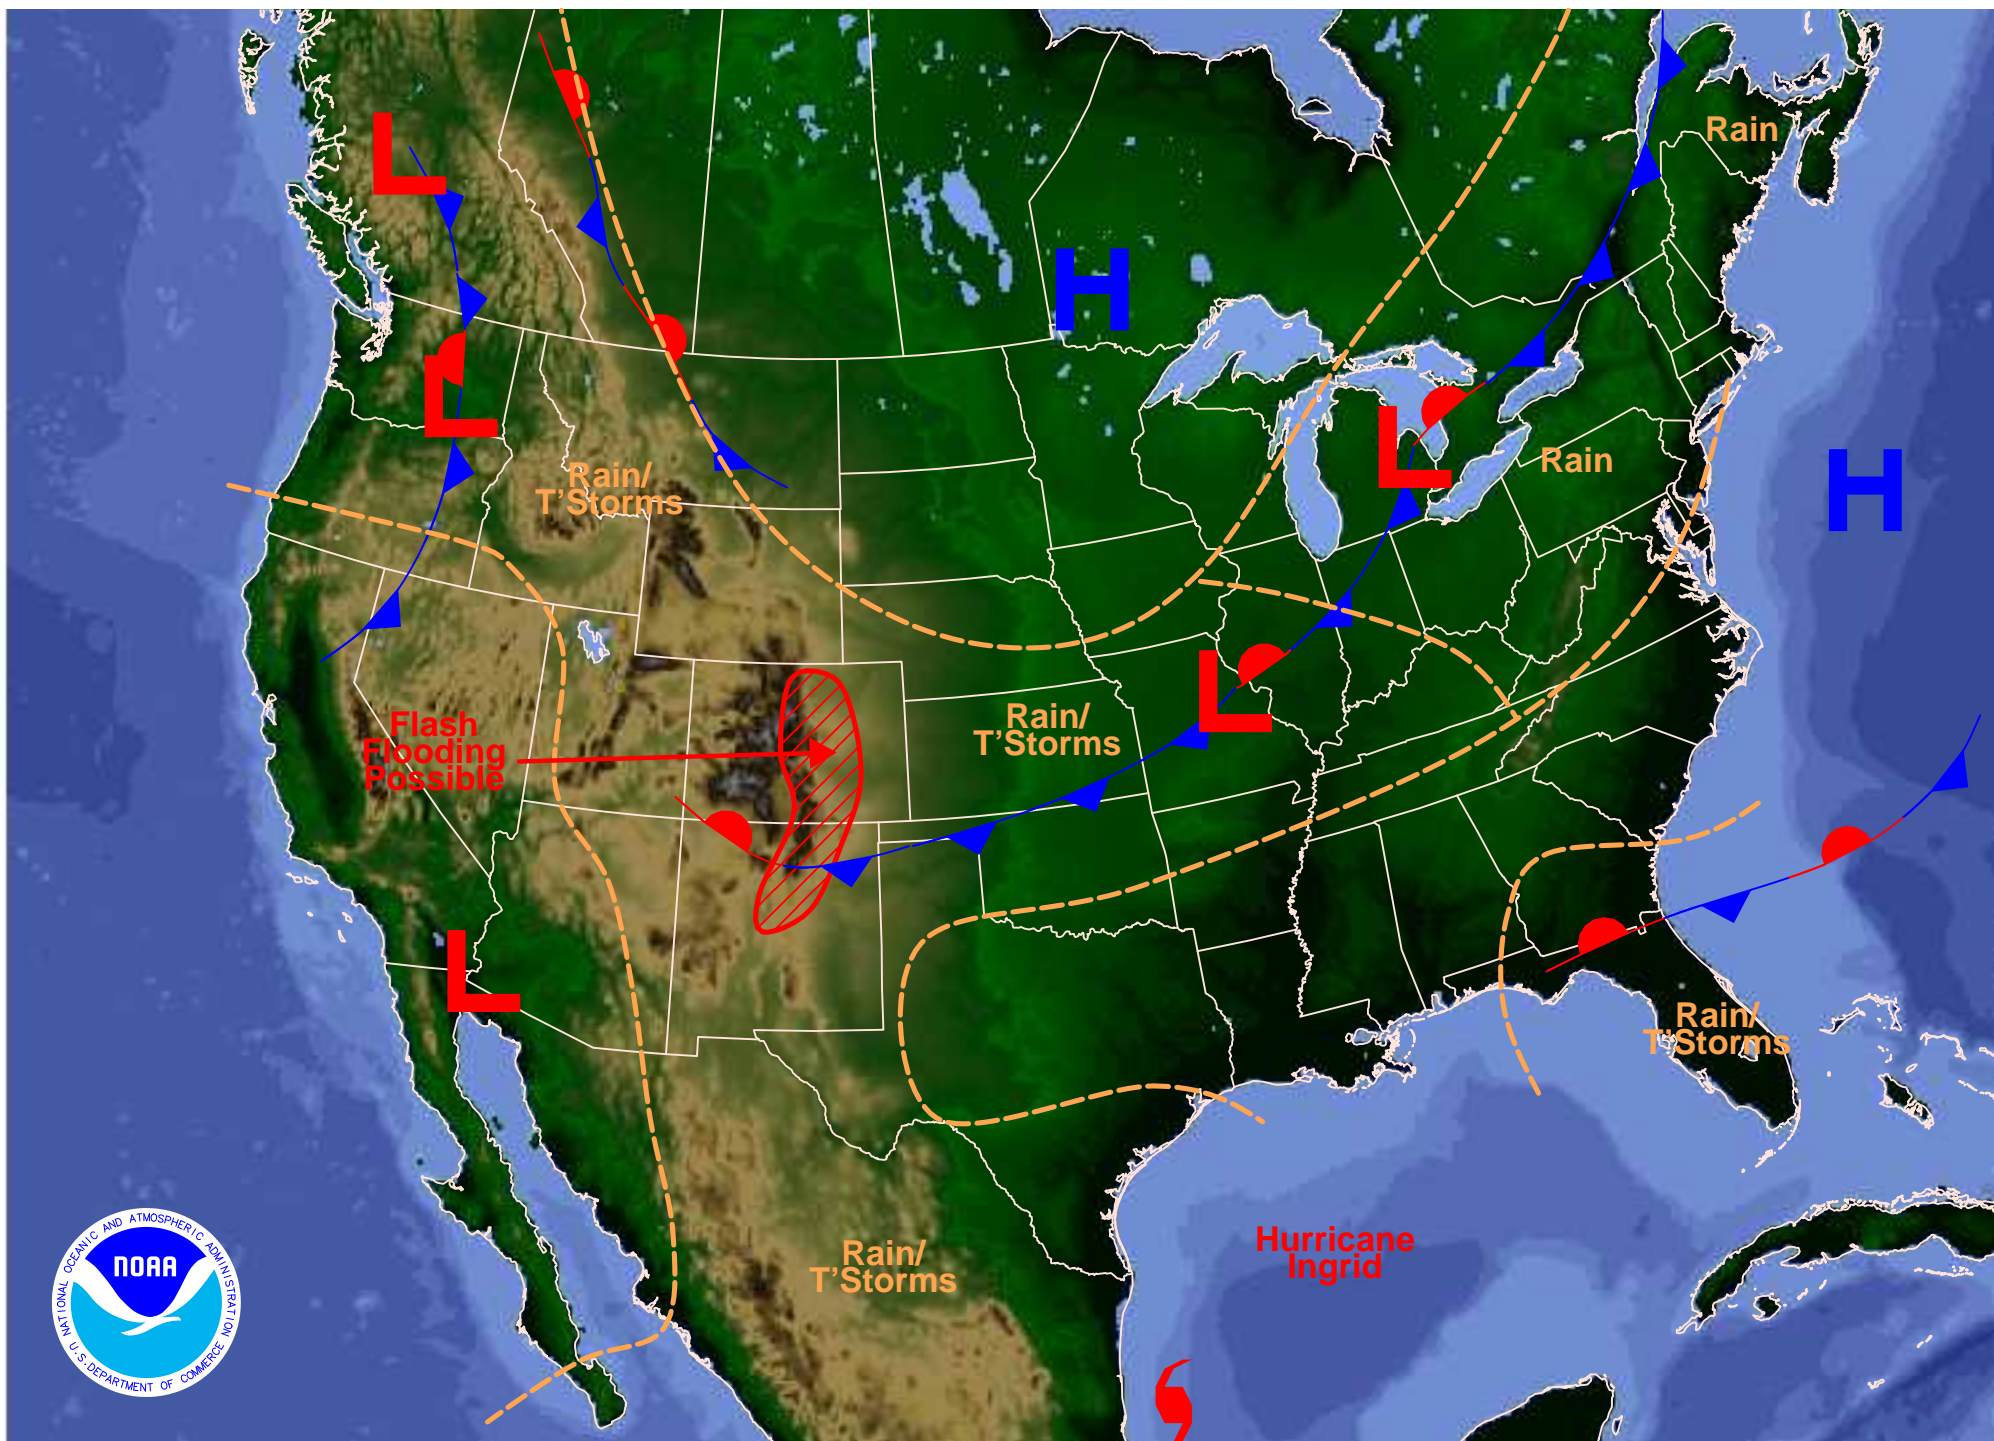 L
Rain
H
L
L
Rain
H
Rain/
T'Storms
L
Flash
Flooding
Possible
Rain/
T'Storms
L
Rain/
T'Storms
Hurricane
Ingrid
Rain/
T'Storms
NATIONAL OCEANIC AND ATMOSPHERIC ADMINISTRATION
NOAA
U.S. DEPARTMENT OF COMMERCE